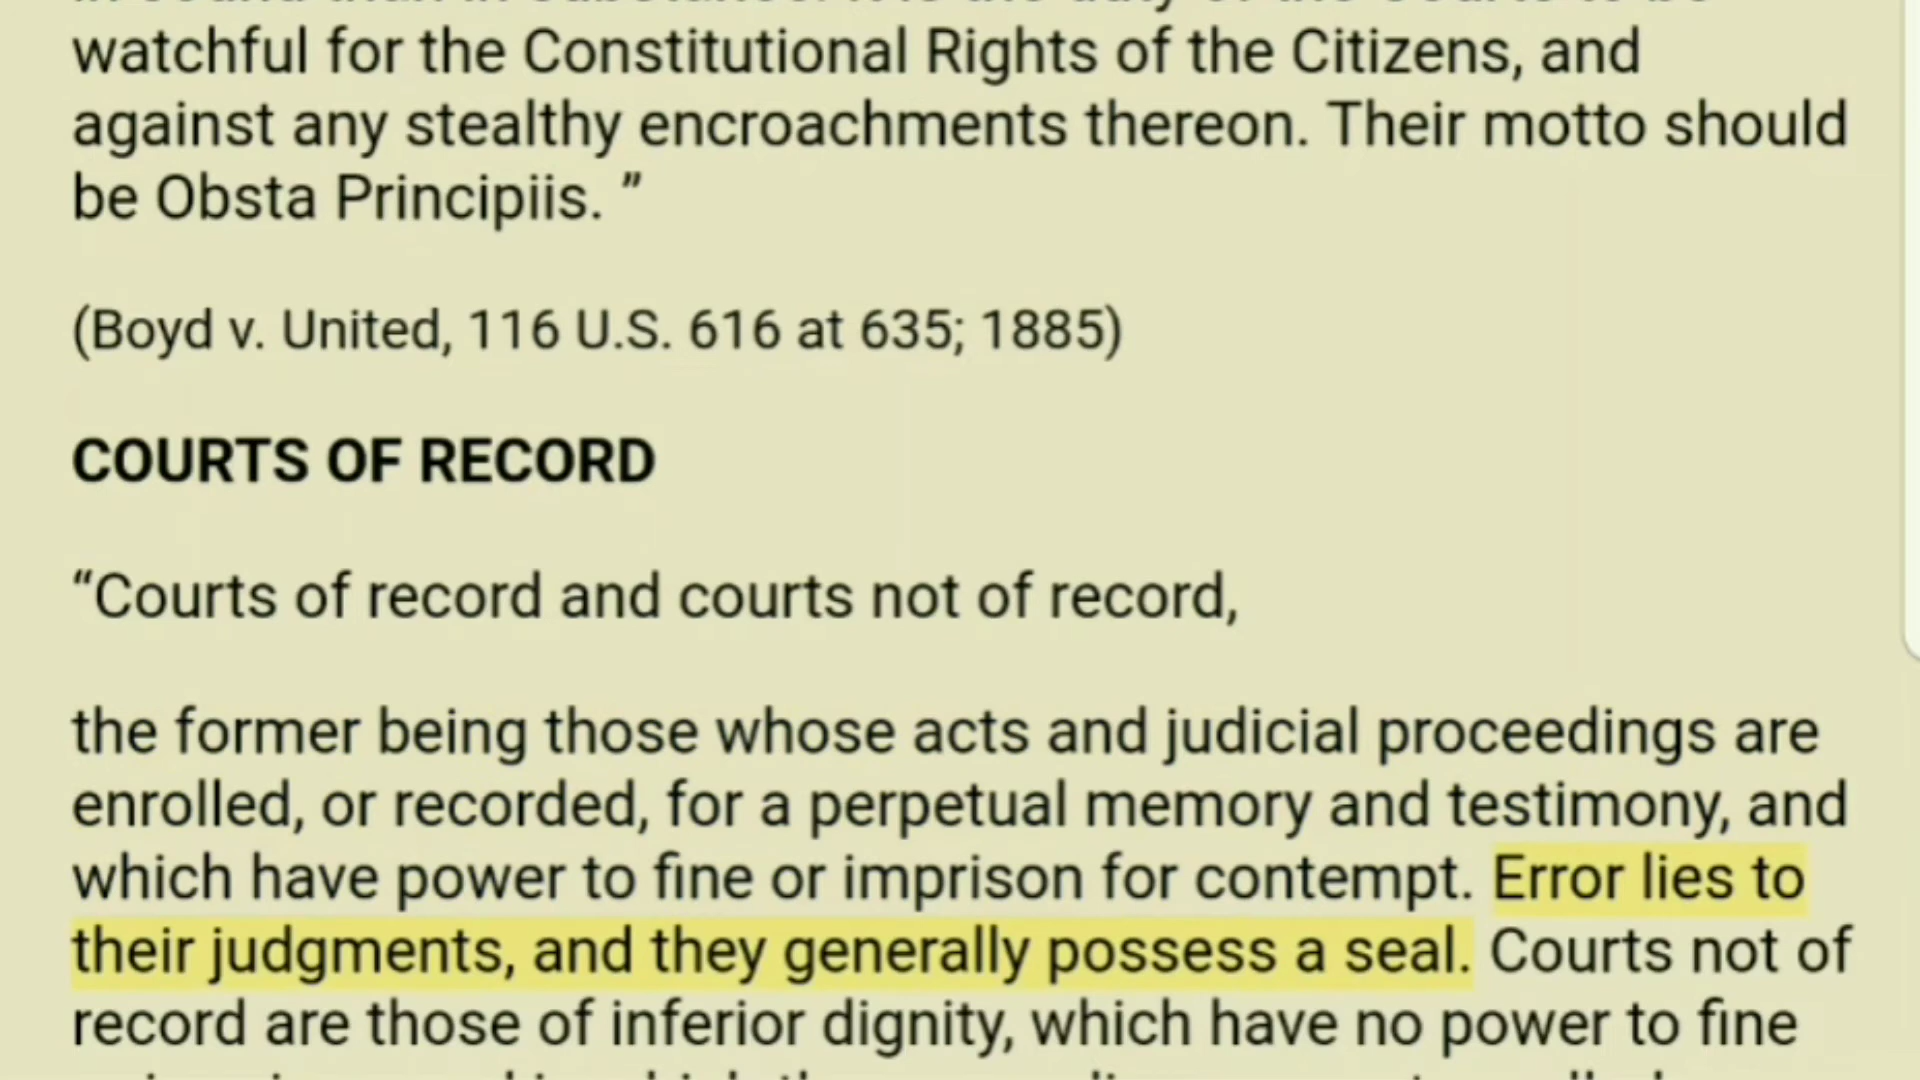 watchful for the Constitutional Rights of the Citizens, and
against any stealthy encroachments thereon. Their motto should
be Obsta Principiis. ”
(Boyd v. United, 116 U.S. 616 at 635; 1885)
COURTS OF RECORD
“Courts of record and courts not of record,
the former being those whose acts and judicial proceedings are
enrolled, or recorded, for a perpetual memory and testimony, and
which have power to fine or imprison for contempt. Error lies to
their judgments, and they generally possess a seal. Courts not of
record are those of inferior dignity, which have no power to fine